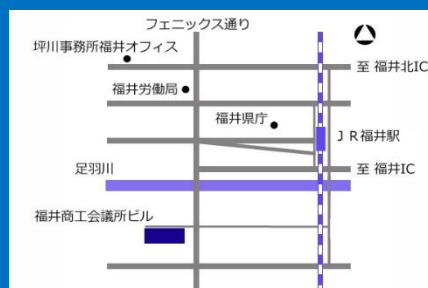 フェニックス通り
坪川事務所福井オフィス
至 福井北IC
福井労働局
福井県庁
ＪＲ福井駅
足羽川
至 福井IC
福井商工会議所ビル